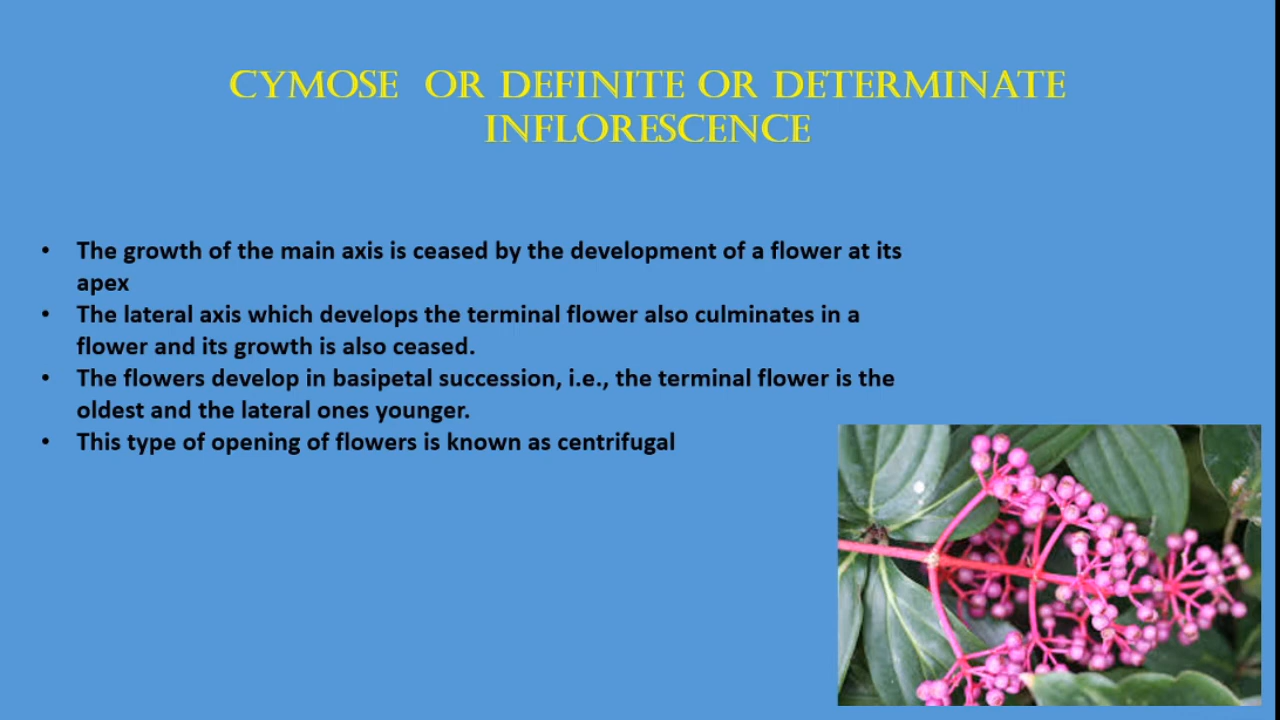 CYMOSE OR DEFINITE OR DETERMINATE
INFLORESCENCE
• The growth of the main axis is ceased by the development of a flower at its
apex
• The lateral axis which develops the terminal flower also culminates in a
flower and its growth is also ceased.
• The flowers develop in basipetal succession, i.e., the terminal flower is the
oldest and the lateral ones younger.
• This type of opening of flowers is known as centrifugal